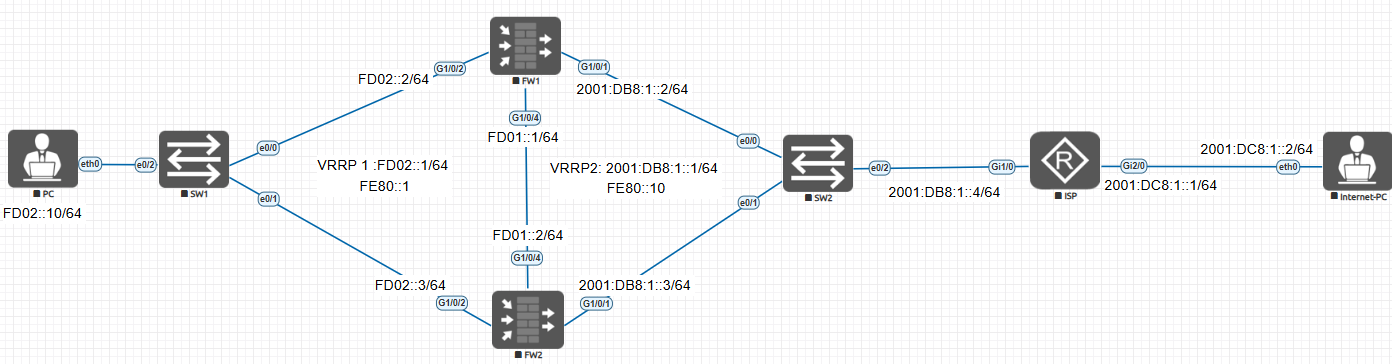 FW1
G1/0/2
G1/0/1
FD02::2/64
2001:DB8:1::2/64
G1/0/4
FD01::1/64
PC
FD02::10/64
eth0
e0/2
SW1
e0/0
e0/1
VRRP 1 :FD02::1/64
FE80::1
VRRP2: 2001:DB8:1::1/64
FE80::10
e0/0
e0/1
SW2
e0/2
2001:DB8:1::4/64
Gi1/0
ISP
Gi2/0
2001:DC8:1::1/64
2001:DC8:1::2/64
eth0
Internet-PC
FD01::2/64
G1/0/4
FD02::3/64
2001:DB8:1::3/64
G1/0/2
G1/0/1
FW2